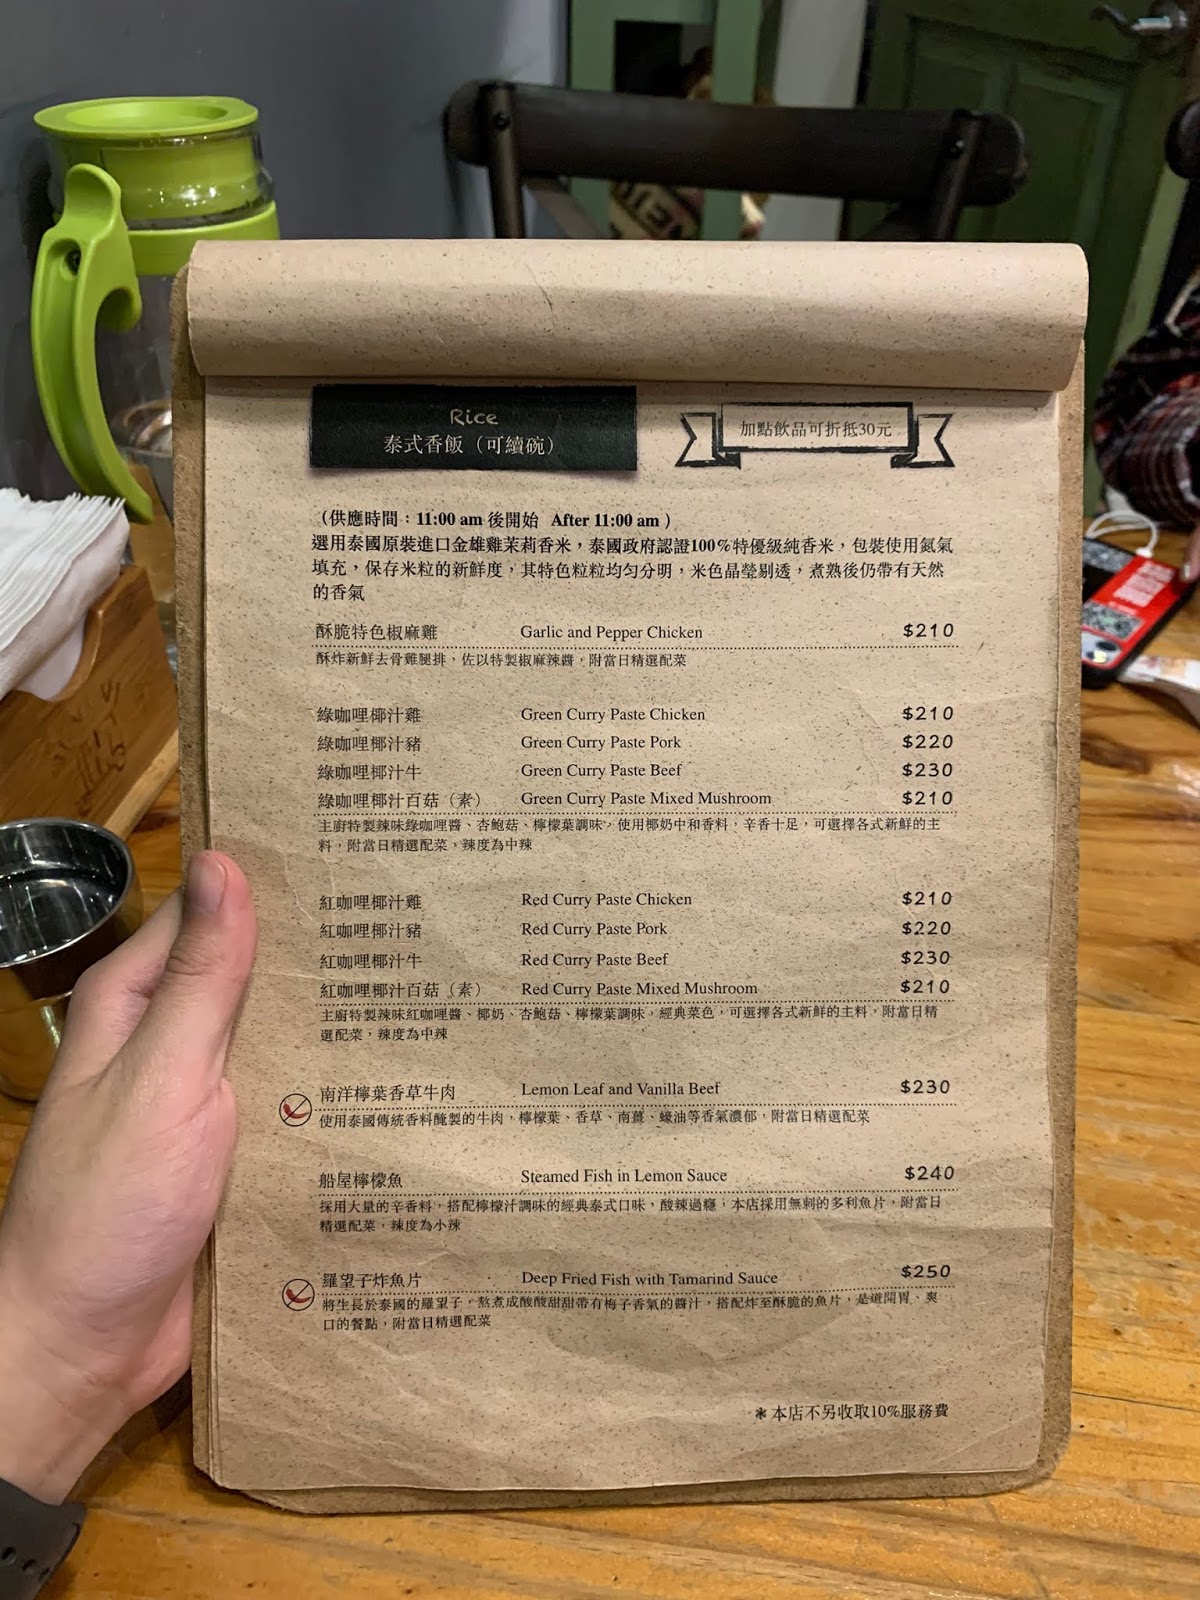 Rice
泰式香飯（可續碗）
加點飲品可折抵30元
（供應時間：11:00 am 後開始 After 11:00 am )
選用泰國原裝進口金雄雞茉莉香米，泰國政府認證100%特優級純香米，包裝使用氮氣
填充，保存米粒的新鮮度，其特色粒粒均勻分明，米色晶瑩剔透，煮熟後仍帶有天然
的香氣
酥脆特色椒麻雞 Garlic and Pepper Chicken $210
酥炸新鮮去骨雞腿排，佐以特製椒麻辣醬，附當日精選配菜
綠咖哩椰汁雞 Green Curry Paste Chicken $210
綠咖哩椰汁豬 Green Curry Paste Pork $220
綠咖哩椰汁牛 Green Curry Paste Beef $230
綠咖哩椰汁百菇（素） Green Curry Paste Mixed Mushroom $210
主廚特製辣味綠咖哩醬、杏鮑菇、檸檬葉調味，使用椰奶中和香料，辛香十足，可選擇各式新鮮的主
料，附當日精選配菜，辣度為中辣
紅咖哩椰汁雞 Red Curry Paste Chicken $210
紅咖哩椰汁豬 Red Curry Paste Pork $220
紅咖哩椰汁牛 Red Curry Paste Beef $230
紅咖哩椰汁百菇（素） Red Curry Paste Mixed Mushroom $210
主廚特製辣味紅咖哩醬、椰奶、杏鮑菇、檸檬葉調味，經典菜色，可選擇各式新鮮的主料，附當日精
選配菜，辣度為中辣
南洋檸葉香草牛肉 Lemon Leaf and Vanilla Beef $230
使用泰國傳統香料醃製的牛肉，檸檬葉、香草、南薑、蠔油等香氣濃郁，附當日精選配菜
船屋檸檬魚 Steamed Fish in Lemon Sauce $240
採用大量的辛香料，搭配檸檬汁調味的經典泰式口味，酸辣過癮，本店採用無刺的多利魚片，附當日
精選配菜，辣度為小辣
羅望子炸魚片 Deep Fried Fish with Tamarind Sauce $250
將生長於泰國的羅望子，熬煮成酸酸甜甜帶有梅子香氣的醬汁，搭配炸至酥脆的魚片，是道開胃、爽
口的餐點，附當日精選配菜
＊本店不另收取10%服務費